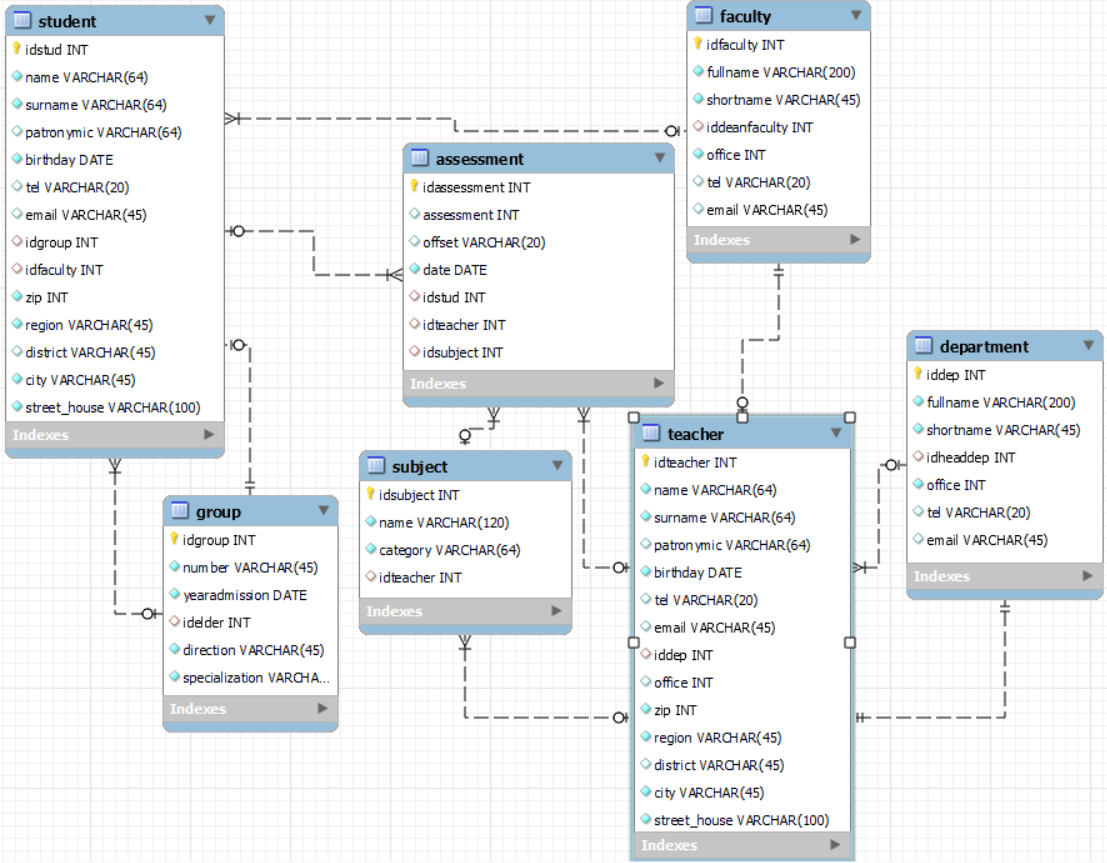 student
idstud INT
name VARCHAR(64)
surname VARCHAR(64)
patronymic VARCHAR(64)
birthday DATE
tel VARCHAR(20)
email VARCHAR(45)
idgroup INT
idfaculty INT
zip INT
region VARCHAR(45)
district VARCHAR(45)
city VARCHAR(45)
street_house VARCHAR(100)
Indexes
faculty
idfaculty INT
fullname VARCHAR(200)
shortname VARCHAR(45)
iddeanfaculty INT
office INT
tel VARCHAR(20)
email VARCHAR(45)
Indexes
assessment
idassessment INT
assessment INT
offset VARCHAR(20)
date DATE
idstud INT
idteacher INT
idsubject INT
Indexes
department
iddep INT
fullname VARCHAR(200)
shortname VARCHAR(45)
idheaddep INT
office INT
tel VARCHAR(20)
email VARCHAR(45)
Indexes
group
idgroup INT
number VARCHAR(45)
yearadmission DATE
idelder INT
direction VARCHAR(45)
specialization VARCHA...
Indexes
subject
idsubject INT
name VARCHAR(120)
category VARCHAR(64)
idteacher INT
Indexes
teacher
idteacher INT
name VARCHAR(64)
surname VARCHAR(64)
patronymic VARCHAR(64)
birthday DATE
tel VARCHAR(20)
email VARCHAR(45)
iddep INT
office INT
zip INT
region VARCHAR(45)
district VARCHAR(45)
city VARCHAR(45)
street_house VARCHAR(100)
Indexes